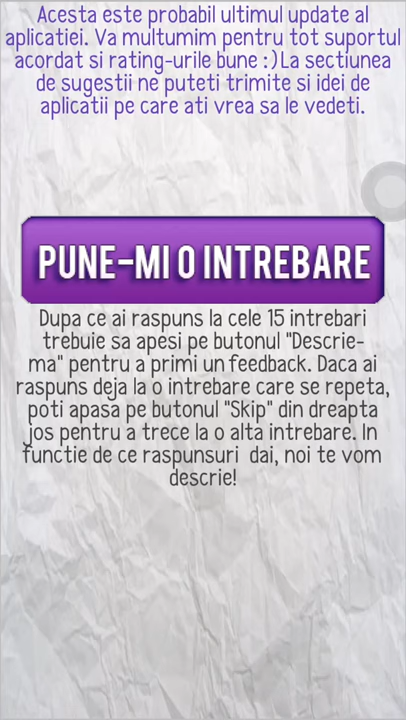 Acesta este probabil ultimul update al
aplicatiei. Va multumim pentru tot suportul
acordat si rating-urile bune :)La sectiunea
de sugestii ne puteti trimite si idei de
aplicatii pe care ati vrea sa le vedeti.
PUNE-MI O INTREBARE
Dupa ce ai raspuns la cele 15 intrebari
trebuie sa apesi pe butonul "Descrie-
ma" pentru a primi un feedback. Daca ai
raspuns deja la o intrebare care se repeta,
poti apasa pe butonul "Skip" din dreapta
jos pentru a trece la o alta intrebare. In
functie de ce raspunsuri dai, noi te vom
descrie!